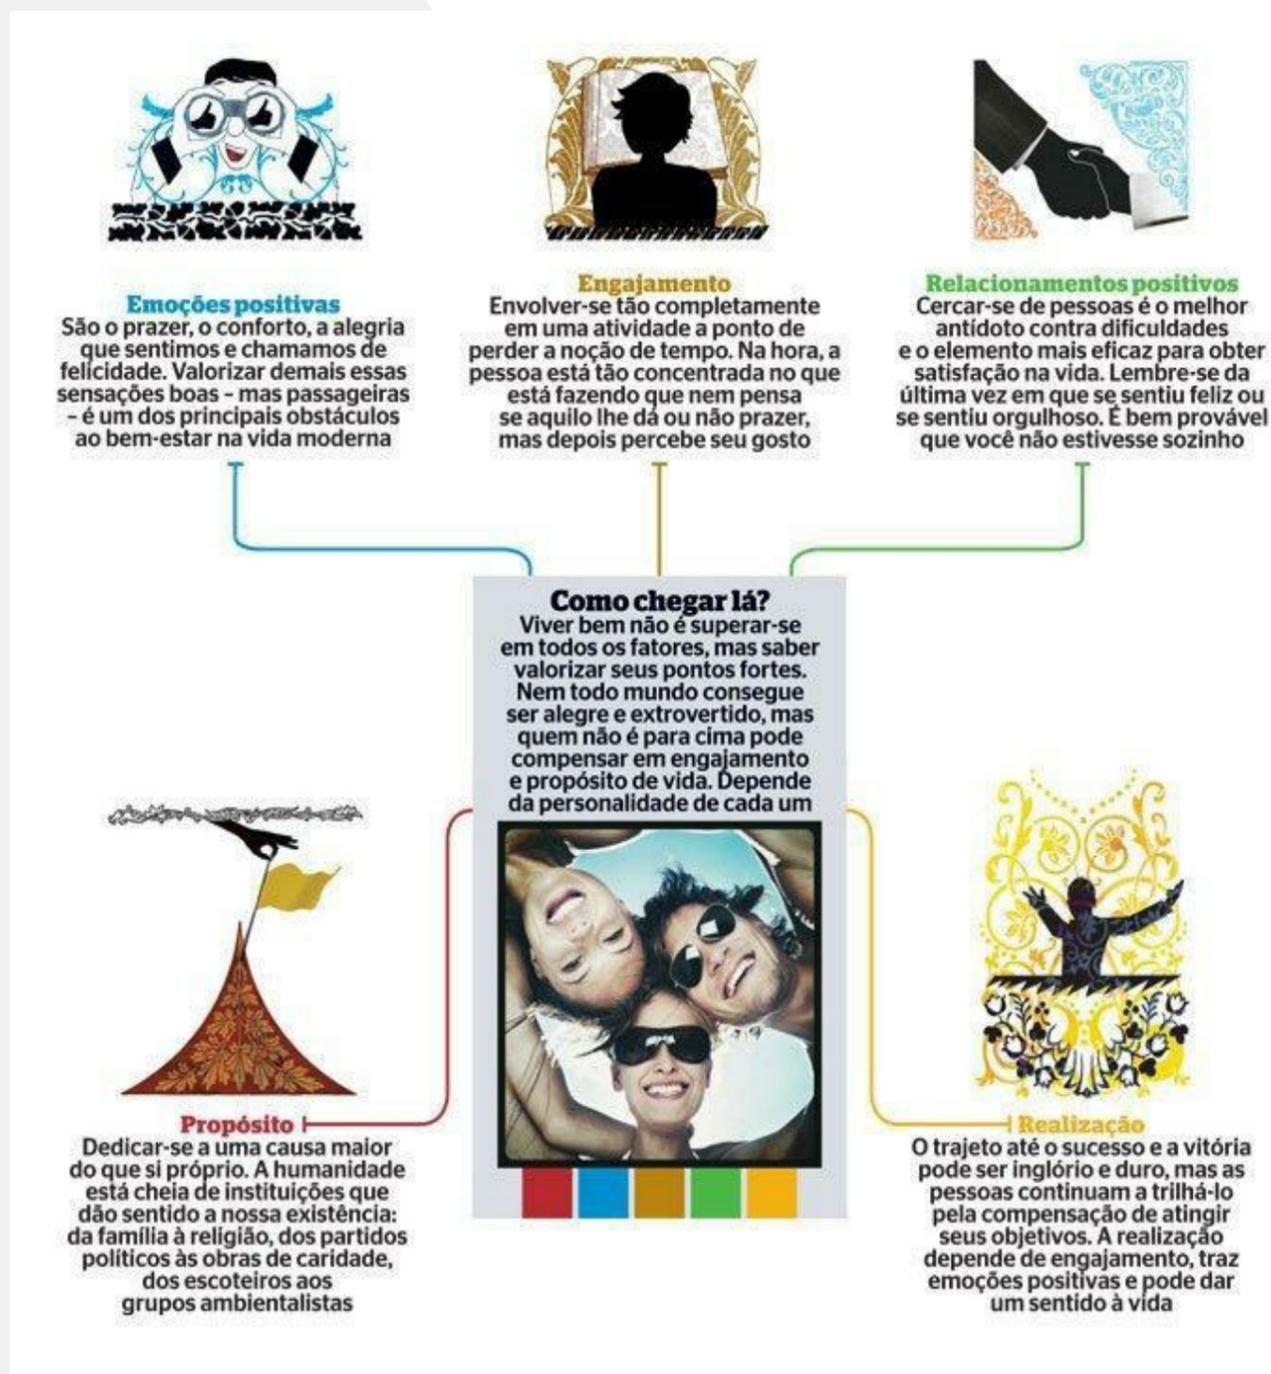 Emoções positivas
São o prazer, o conforto, a alegria
que sentimos e chamamos de
felicidade. Valorizar demais essas
sensações boas – mas passageiras
– é um dos principais obstáculos
ao bem-estar na vida moderna
Engajamento
Envolver-se tão completamente
em uma atividade a ponto de
perder a noção de tempo. Na hora, a
pessoa está tão concentrada no que
está fazendo que nem pensa
se aquilo lhe dá ou não prazer,
mas depois percebe seu gosto
Relacionamentos positivos
Cercar-se de pessoas é o melhor
antídoto contra dificuldades
e o elemento mais eficaz para obter
satisfação na vida. Lembre-se da
última vez em que se sentiu feliz ou
se sentiu orgulhoso. É bem provável
que você não estivesse sozinho
Como chegar lá?
Viver bem não é superar-se
em todos os fatores, mas saber
valorizar seus pontos fortes.
Nem todo mundo consegue
ser alegre e extrovertido, mas
quem não é para cima pode
compensar em engajamento
e propósito de vida. Depende
da personalidade de cada um
Propósito
Dedicar-se a uma causa maior
do que si próprio. A humanidade
está cheia de instituições que
dão sentido a nossa existência:
da família à religião, dos partidos
políticos às obras de caridade,
dos escoteiros aos
grupos ambientalistas
Realização
O trajeto até o sucesso e a vitória
pode ser inglório e duro, mas as
pessoas continuam a trilhá-lo
pela compensação de atingir
seus objetivos. A realização
depende de engajamento, traz
emoções positivas e pode dar
um sentido à vida